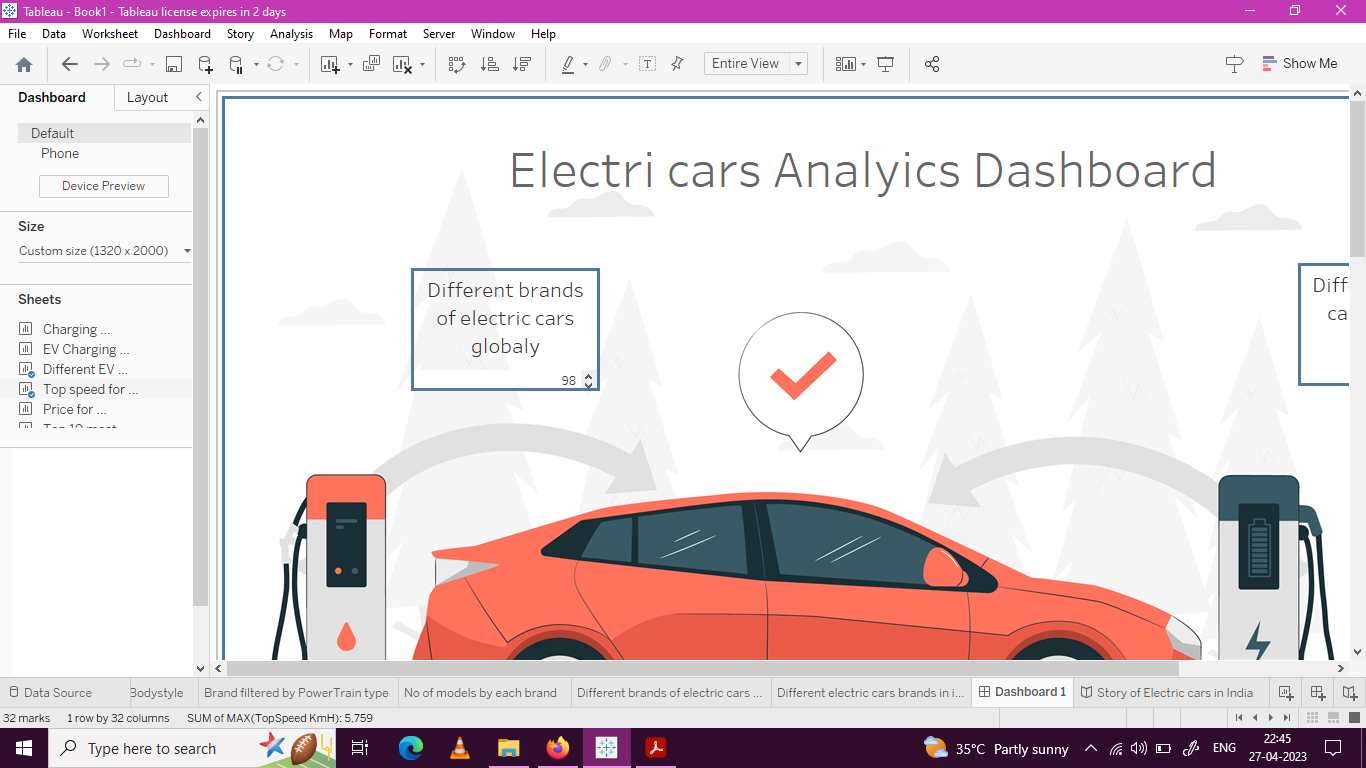 Tableau - Book1 - Tableau license expires in 2 days
File Data Worksheet Dashboard Story Analysis Map Format Server Window Help
Entire View
Show Me
Dashboard Layout
Default
Phone
Device Preview
Size
Custom size (1320 x 2000)
Sheets
Charging ...
EV Charging ...
Different EV ...
Top speed for ...
Price for ...
Electri cars Analyics Dashboard
Different brands
of electric cars
globaly
98
Diff
ca
Data Source Bodystyle Brand filtered by PowerTrain type No of models by each brand Different brands of electric cars ... Different electric cars brands in i... Dashboard 1 Story of Electric cars in India
32 marks 1 row by 32 columns SUM of MAX(TopSpeed KmH): 5,759
Type here to search
35°C Partly sunny
ENG
22:45
27-04-2023